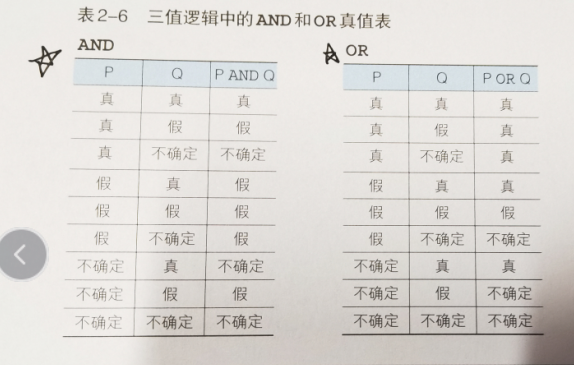 表2-6 三值逻辑中的AND和OR真值表
AND
P Q P AND Q
真 真 真
真 假 假
真 不确定 不确定
假 真 假
假 假 假
假 不确定 假
不确定 真 不确定
不确定 假 假
不确定 不确定 不确定
OR
P Q P OR Q
真 真 真
真 假 真
真 不确定 真
假 真 真
假 假 假
假 不确定 不确定
不确定 真 真
不确定 假 不确定
不确定 不确定 不确定